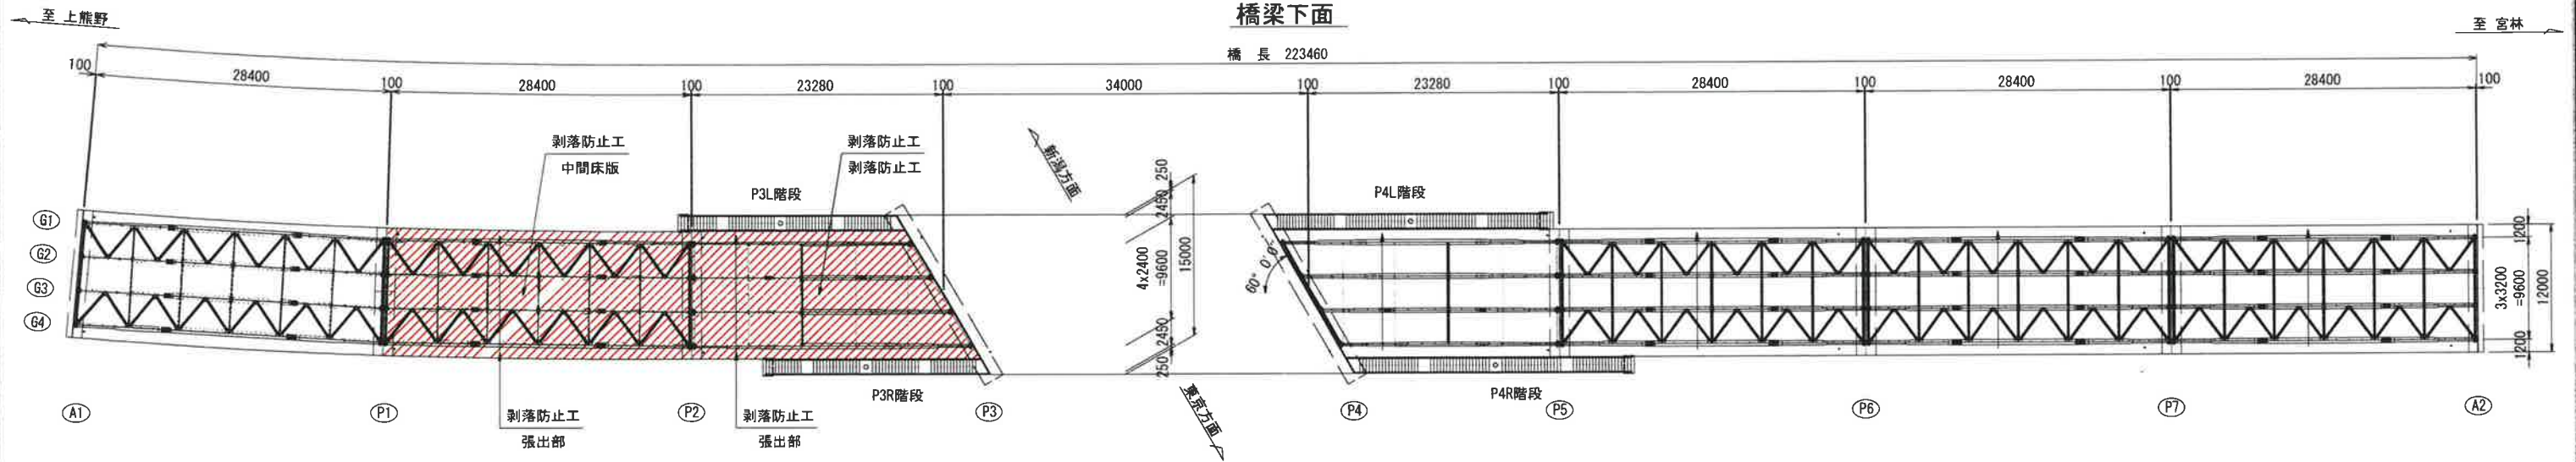 橋梁下面
至 上熊野
至 宮林
橋 長 223460
100
28400
100
28400
100
23280
100
34000
100
23280
100
28400
100
28400
100
28400
100
剥落防止工
中間床版
剥落防止工
剥落防止工
P3L階段
新潟方面
250
2450
4x2400
=9600
15000
2450
250
P4L階段
60° 0′ 0″
G1
G2
G3
G4
1200
3x3200
=9600
12000
1200
P3R階段
P4R階段
東京方面
A1
P1
P2
P3
P4
P5
P6
P7
A2
剥落防止工
張出部
剥落防止工
張出部